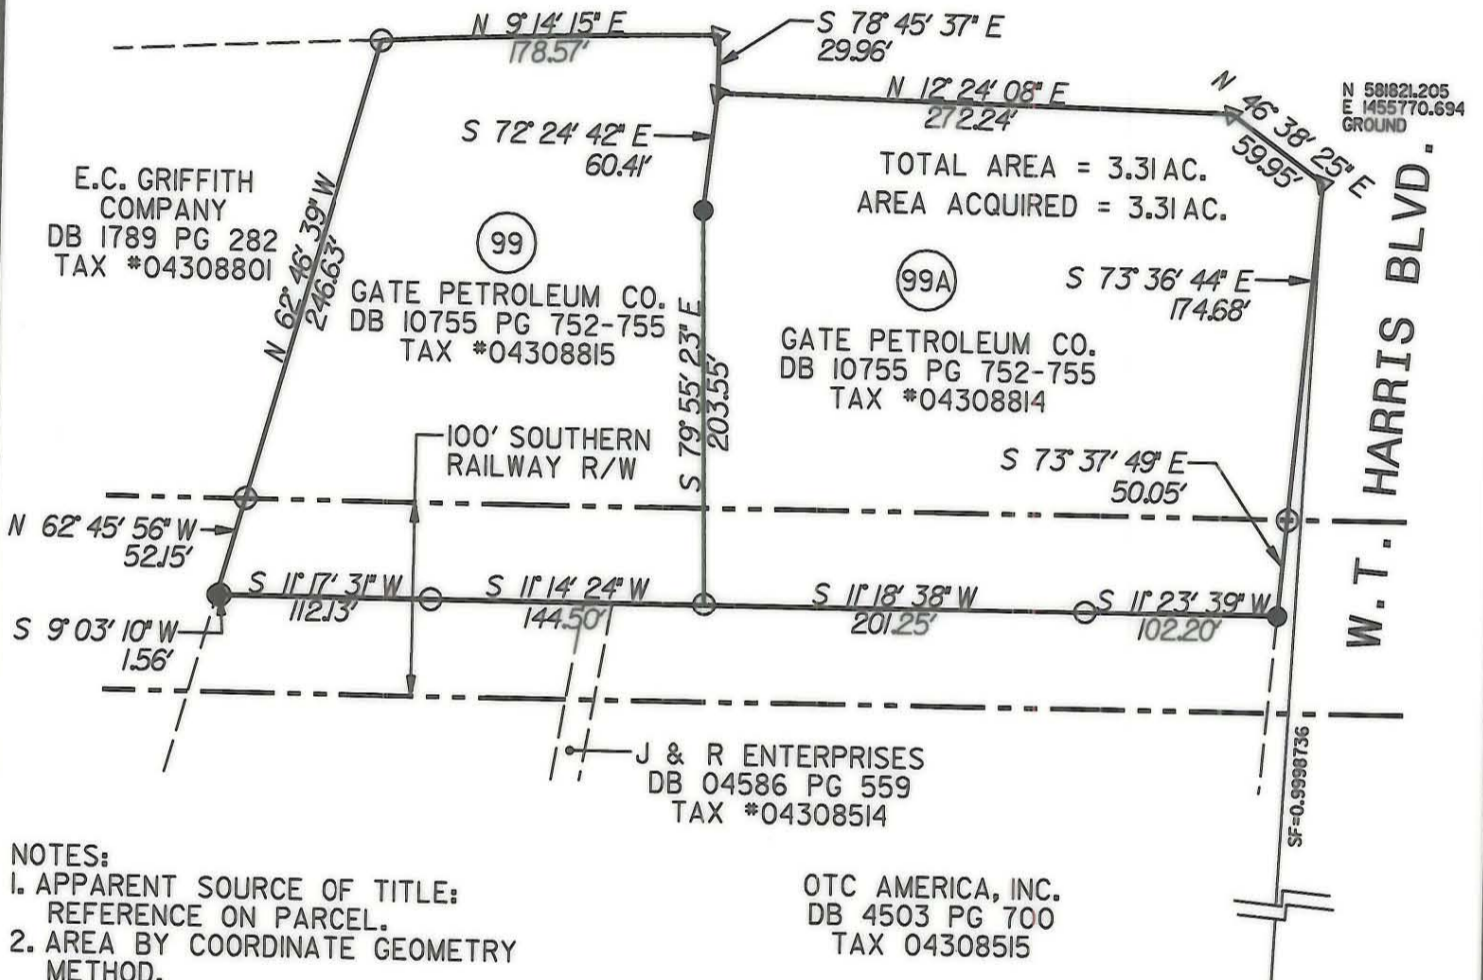 N 9° 14' 15" E
178.57'
S 78° 45' 37" E
29.96'
N 12° 24' 08" E
272.24'
N 46° 38' 25" E
59.95'
N 581821.205
E 1455770.694
GROUND
S 72° 24' 42" E
60.41'
TOTAL AREA = 3.31 AC.
AREA ACQUIRED = 3.31 AC.
E.C. GRIFFITH
COMPANY
DB 1789 PG 282
TAX #04308801
N 62° 46' 39" W
246.63'
99
GATE PETROLEUM CO.
DB 10755 PG 752-755
TAX #04308815
S 79° 55' 23" E
203.55'
99A
GATE PETROLEUM CO.
DB 10755 PG 752-755
TAX #04308814
S 73° 36' 44" E
174.68'
W.T. HARRIS BLVD.
100' SOUTHERN
RAILWAY R/W
S 73° 37' 49" E
50.05'
N 62° 45' 56" W
52.15'
S 11° 17' 31" W
112.13'
S 11° 14' 24" W
144.50'
S 11° 18' 38" W
201.25'
S 11° 23' 39" W
102.20'
S 9° 03' 10" W
1.56'
J & R ENTERPRISES
DB 04586 PG 559
TAX #04308514
SF=0.9998736
NOTES:
1. APPARENT SOURCE OF TITLE:
REFERENCE ON PARCEL.
2. AREA BY COORDINATE GEOMETRY
METHOD.
OTC AMERICA, INC.
DB 4503 PG 700
TAX 04308515